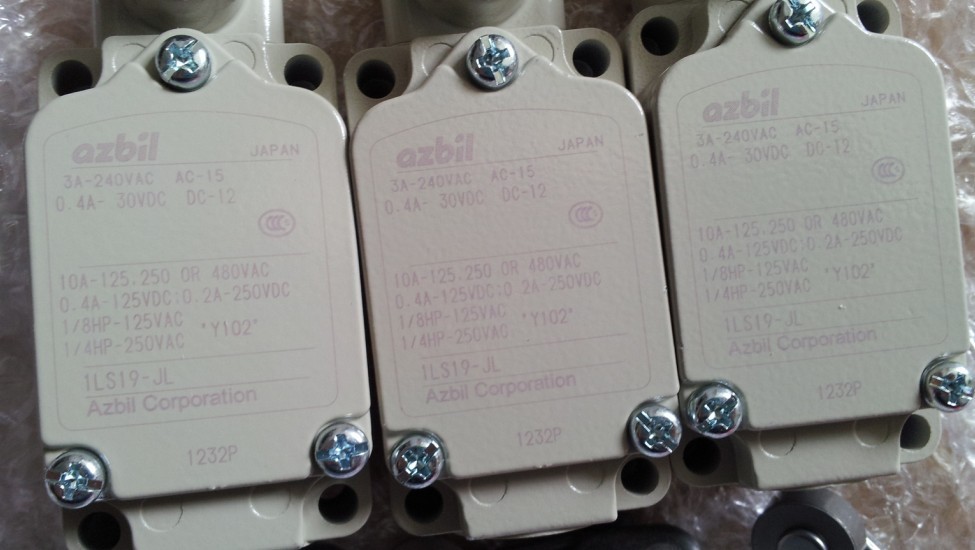 azbil JAPAN
3A-240VAC AC-15
0.4A- 30VDC DC-12
CCC
10A-125.250 OR 480VAC
0.4A-125VDC:0.2A-250VDC
1/8HP-125VAC "Y102"
1/4HP-250VAC
1LS19-JL
Azbil Corporation
1232P
azbil JAPAN
3A-240VAC AC-15
0.4A- 30VDC DC-12
CCC
10A-125.250 OR 480VAC
0.4A-125VDC:0.2A-250VDC
1/8HP-125VAC "Y102"
1/4HP-250VAC
1LS19-JL
Azbil Corporation
1232P
azbil JAPAN
3A-240VAC AC-15
0.4A- 30VDC DC-12
CCC
10A-125.250 OR 480VAC
0.4A-125VDC:0.2A-250VDC
1/8HP-125VAC "Y102"
1/4HP-250VAC
1LS19-JL
Azbil Corporation
1232P